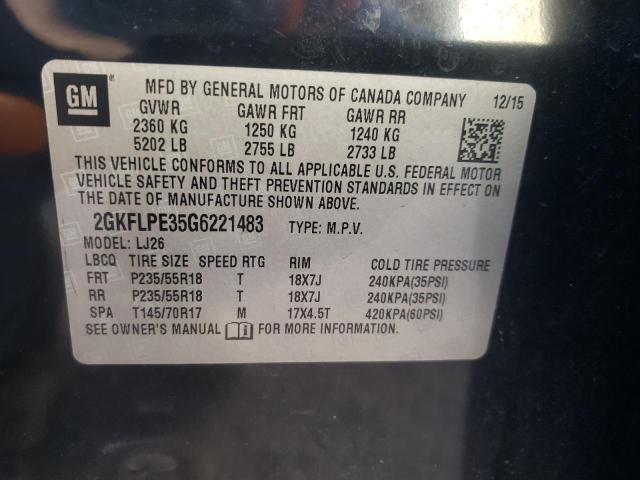 GM
MFD BY GENERAL MOTORS OF CANADA COMPANY 12/15
GVWR GAWR FRT GAWR RR
2360 KG 1250 KG 1240 KG
5202 LB 2755 LB 2733 LB
THIS VEHICLE CONFORMS TO ALL APPLICABLE U.S. FEDERAL MOTOR
VEHICLE SAFETY AND THEFT PREVENTION STANDARDS IN EFFECT ON
THE DATE OF MANUFACTURE SHOWN ABOVE.
2GKFLPE35G6221483 TYPE: M.P.V.
MODEL: LJ26
LBCQ TIRE SIZE SPEED RTG RIM COLD TIRE PRESSURE
FRT P235/55R18 T 18X7J 240KPA(35PSI)
RR P235/55R18 T 18X7J 240KPA(35PSI)
SPA T145/70R17 M 17X4.5T 420KPA(60PSI)
SEE OWNER'S MANUAL FOR MORE INFORMATION.